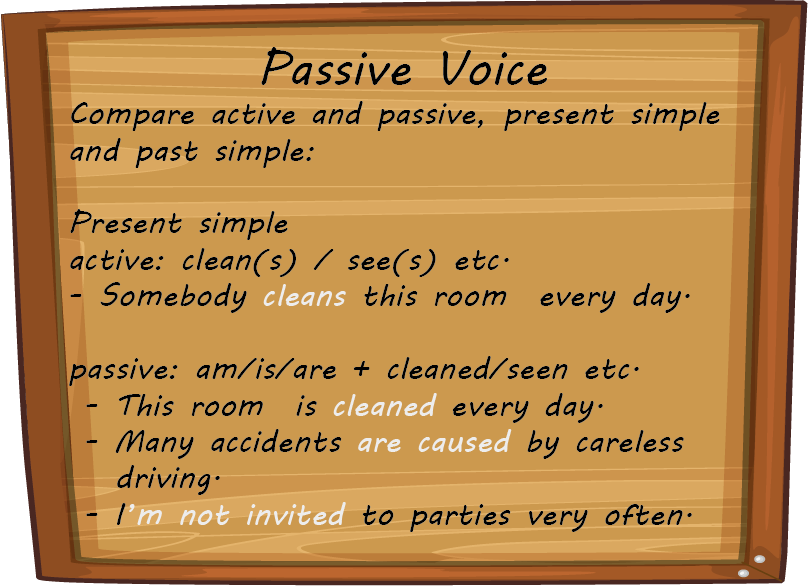 Passive Voice
Compare active and passive, present simple
and past simple:
Present simple
active: clean(s) / see(s) etc.
- Somebody cleans this room every day.
passive: am/is/are + cleaned/seen etc.
- This room is cleaned every day.
- Many accidents are caused by careless
driving.
- I'm not invited to parties very often.